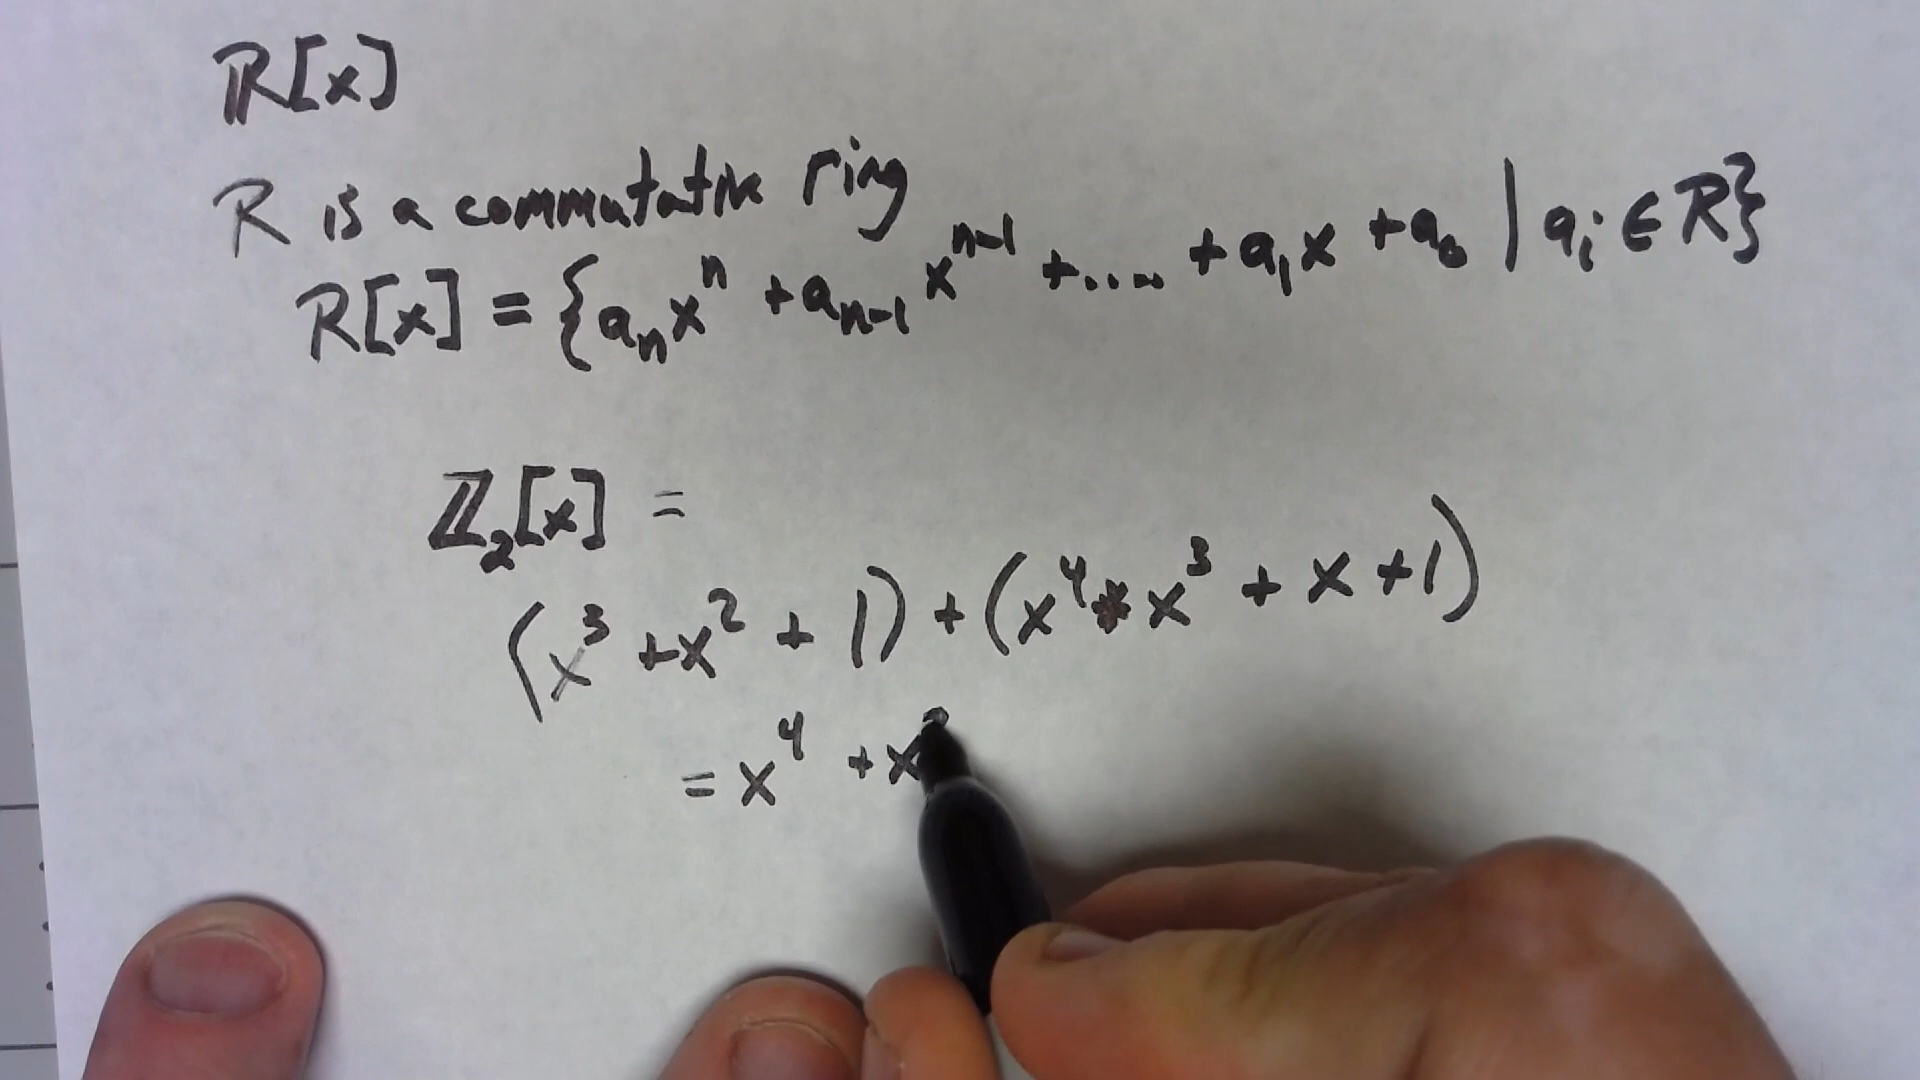 ℝ[x]
R is a commutative ring
R[x] = {aₙxⁿ + aₙ₋₁xⁿ⁻¹ + .... + a₁x + a₀ | aᵢ ∈ R}
ℤ₂[x] =
(x³ + x² + 1) + (x⁴ + x³ + x + 1)
= x⁴ + x